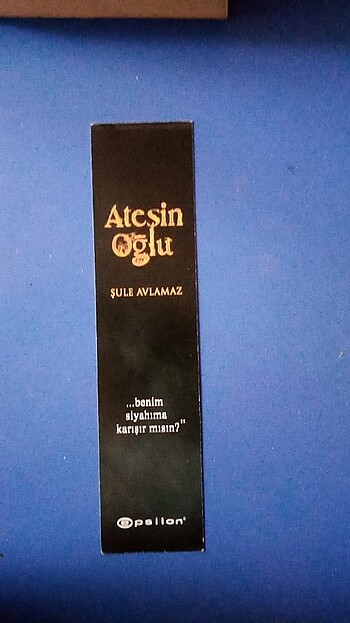 Ateşin
Oğlu
ŞULE AVLAMAZ
...benim
siyahıma
karışır mısın?"
epsilon®